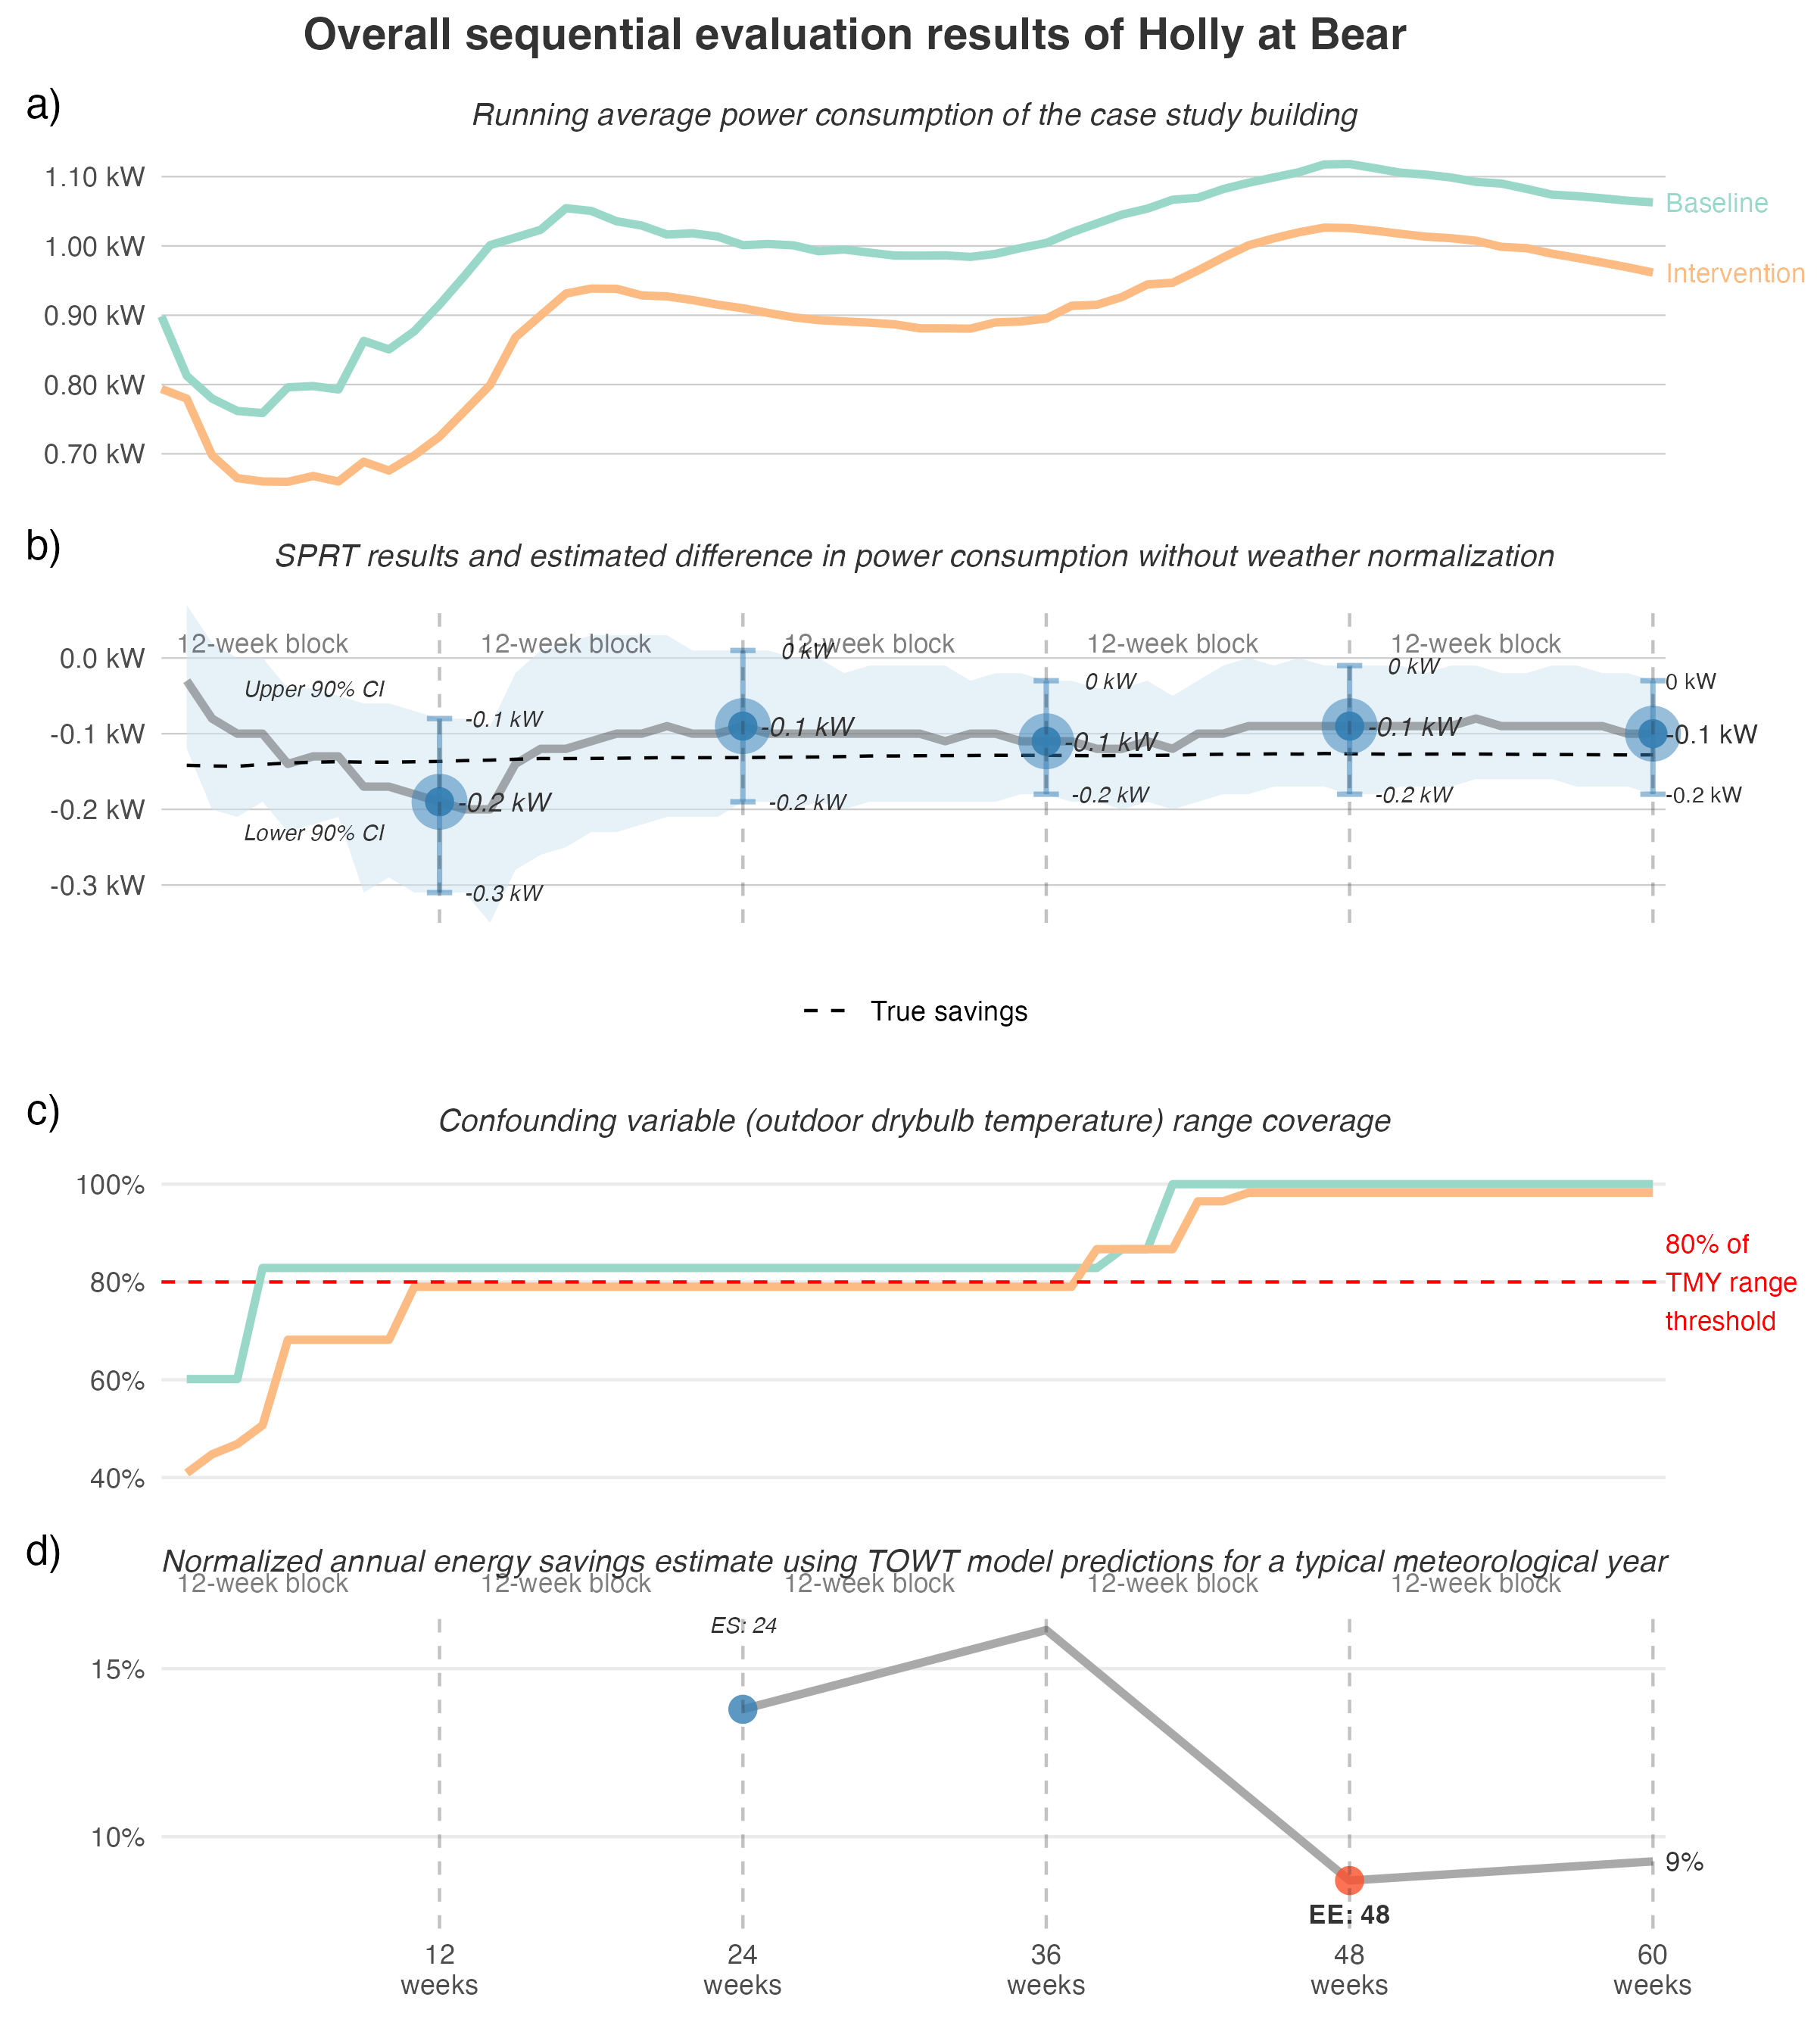 Overall sequential evaluation results of Holly at Bear
a)
Running average power consumption of the case study building
1.10 kW
1.00 kW
0.90 kW
0.80 kW
0.70 kW
Baseline
Intervention
b)
SPRT results and estimated difference in power consumption without weather normalization
12-week block
12-week block
12-week block
12-week block
12-week block
0.0 kW
-0.1 kW
-0.2 kW
-0.3 kW
Upper 90% CI
Lower 90% CI
-0.1 kW
-0.2 kW
-0.3 kW
0 kW
-0.1 kW
-0.2 kW
0 kW
-0.1 kW
-0.2 kW
0 kW
-0.1 kW
-0.2 kW
0 kW
-0.1 kW
-0.2 kW
True savings
c)
Confounding variable (outdoor drybulb temperature) range coverage
100%
80%
60%
40%
80% of
TMY range
threshold
d)
Normalized annual energy savings estimate using TOWT model predictions for a typical meteorological year
12-week block
12-week block
12-week block
12-week block
12-week block
15%
10%
ES: 24
EE: 48
9%
12
weeks
24
weeks
36
weeks
48
weeks
60
weeks